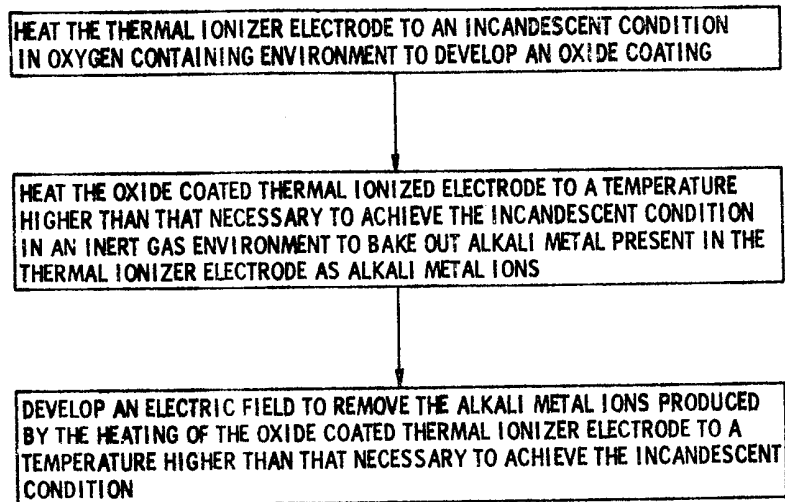 HEAT THE THERMAL IONIZER ELECTRODE TO AN INCANDESCENT CONDITION
IN OXYGEN CONTAINING ENVIRONMENT TO DEVELOP AN OXIDE COATING
HEAT THE OXIDE COATED THERMAL IONIZED ELECTRODE TO A TEMPERATURE
HIGHER THAN THAT NECESSARY TO ACHIEVE THE INCANDESCENT CONDITION
IN AN INERT GAS ENVIRONMENT TO BAKE OUT ALKALI METAL PRESENT IN THE
THERMAL IONIZER ELECTRODE AS ALKALI METAL IONS
DEVELOP AN ELECTRIC FIELD TO REMOVE THE ALKALI METAL IONS PRODUCED
BY THE HEATING OF THE OXIDE COATED THERMAL IONIZER ELECTRODE TO A
TEMPERATURE HIGHER THAN THAT NECESSARY TO ACHIEVE THE INCANDESCENT
CONDITION